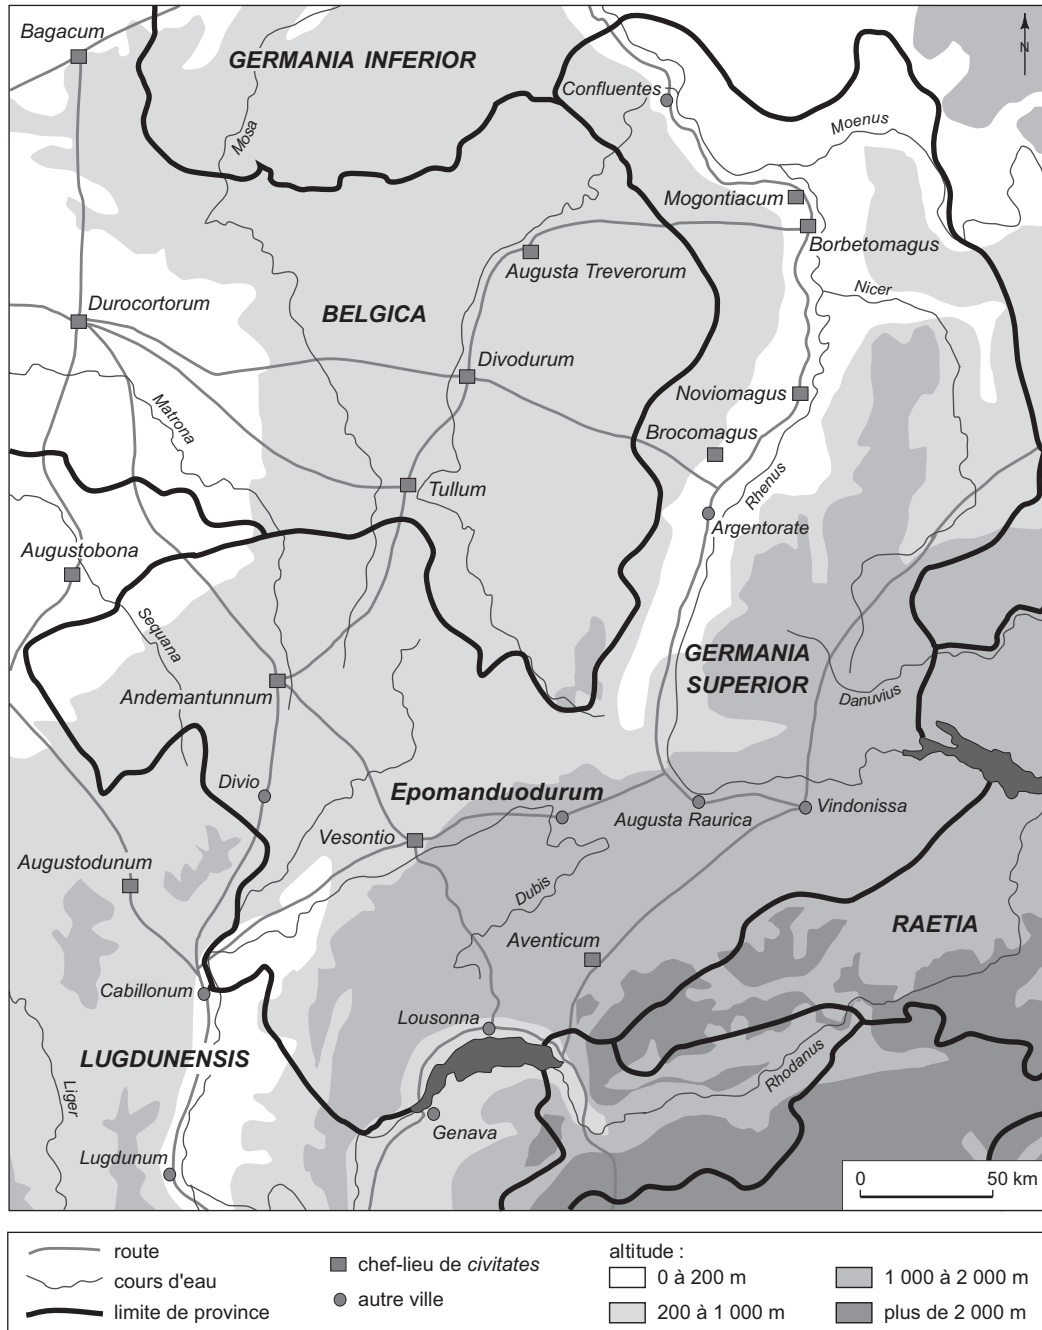 Bagacum
GERMANIA INFERIOR
N
Confluentes
Mosa
Moenus
Mogontiacum
Borbetomagus
Augusta Treverorum
Nicer
Durocortorum
BELGICA
Divodurum
Matrona
Noviomagus
Brocomagus
Rhenus
Tullum
Argentorate
Augustobona
Sequana
GERMANIA
SUPERIOR
Andemantunnum
Danuvius
Divio
Epomanduodurum
Augusta Raurica
Vindonissa
Vesontio
Augustodunum
Dubis
RAETIA
Aventicum
Cabillonum
Lousonna
LUGDUNENSIS
Rhodanus
Liger
Genava
Lugdunum
0 50 km
route
cours d'eau
limite de province
chef-lieu de civitates
autre ville
altitude :
0 à 200 m
200 à 1 000 m
1 000 à 2 000 m
plus de 2 000 m